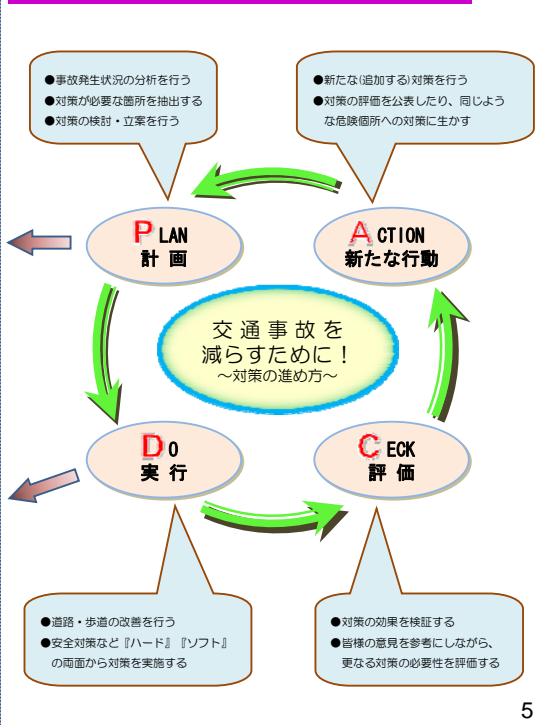 ●事故発生状況の分析を行う
●対策が必要な箇所を抽出する
●対策の検討・立案を行う
●新たな(追加する)対策を行う
●対策の評価を公表したり、同じよう
な危険個所への対策に生かす
PLAN
計 画
ACTION
新たな行動
交 通 事 故 を
減らすために！
～対策の進め方～
DO
実 行
CECK
評 価
●道路・歩道の改善を行う
●安全対策など『ハード』『ソフト』
の両面から対策を実施する
●対策の効果を検証する
●皆様の意見を参考にしながら、
更なる対策の必要性を評価する
5